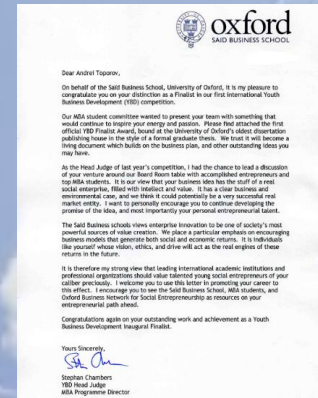 oxford
SAID BUSINESS SCHOOL
Dear Andrei Toporov,
On behalf of the Said Business School, University of Oxford, it is my pleasure to
congratulate you on your distinction as a Finalist in our first International Youth
Business Development (YBD) competition.
Our MBA student committee wanted to present your team with something that
would continue to inspire your energy and passion. Please find attached the first
official YBD Finalist Award, bound at the University of Oxford's oldest dissertation
publishing house in the style of a formal graduate thesis. We trust it will become a
living document which builds on the business plan, and other outstanding ideas you
may have.
As the Head Judge of last year's competition, I had the chance to lead a discussion
of your venture around our Board Room table with accomplished entrepreneurs and
top MBA students. It is our view that your business idea has the stuff of a real
social enterprise, filled with intellect and value. It has a clear business and
environmental case, and we think it could potentially be a very successful real
market entity. I want to personally encourage you to continue developing the
promise of the idea, and most importantly your personal entrepreneurial talent.
The Said Business schools views enterprise innovation to be one of society's most
powerful sources of value creation. We place a particular emphasis on encouraging
business models that generate both social and economic returns. It is individuals
like yourself whose vision, ethics, and drive will act as the real engines of these
returns in the future.
It is therefore my strong view that leading international academic institutions and
professional organizations should value talented young social entrepreneurs of your
caliber preciously. I welcome you to use this letter in promoting your career to
this effect. I encourage you to see the Said Business School, MBA students, and
Oxford Business Network for Social Entrepreneurship as resources on your
entrepreneurial path ahead.
Congratulations again on your outstanding work and achievement as a Youth
Business Development Inaugural Finalist.
Yours Sincerely,
Stephan Chambers
YBD Head Judge
MBA Programme Director